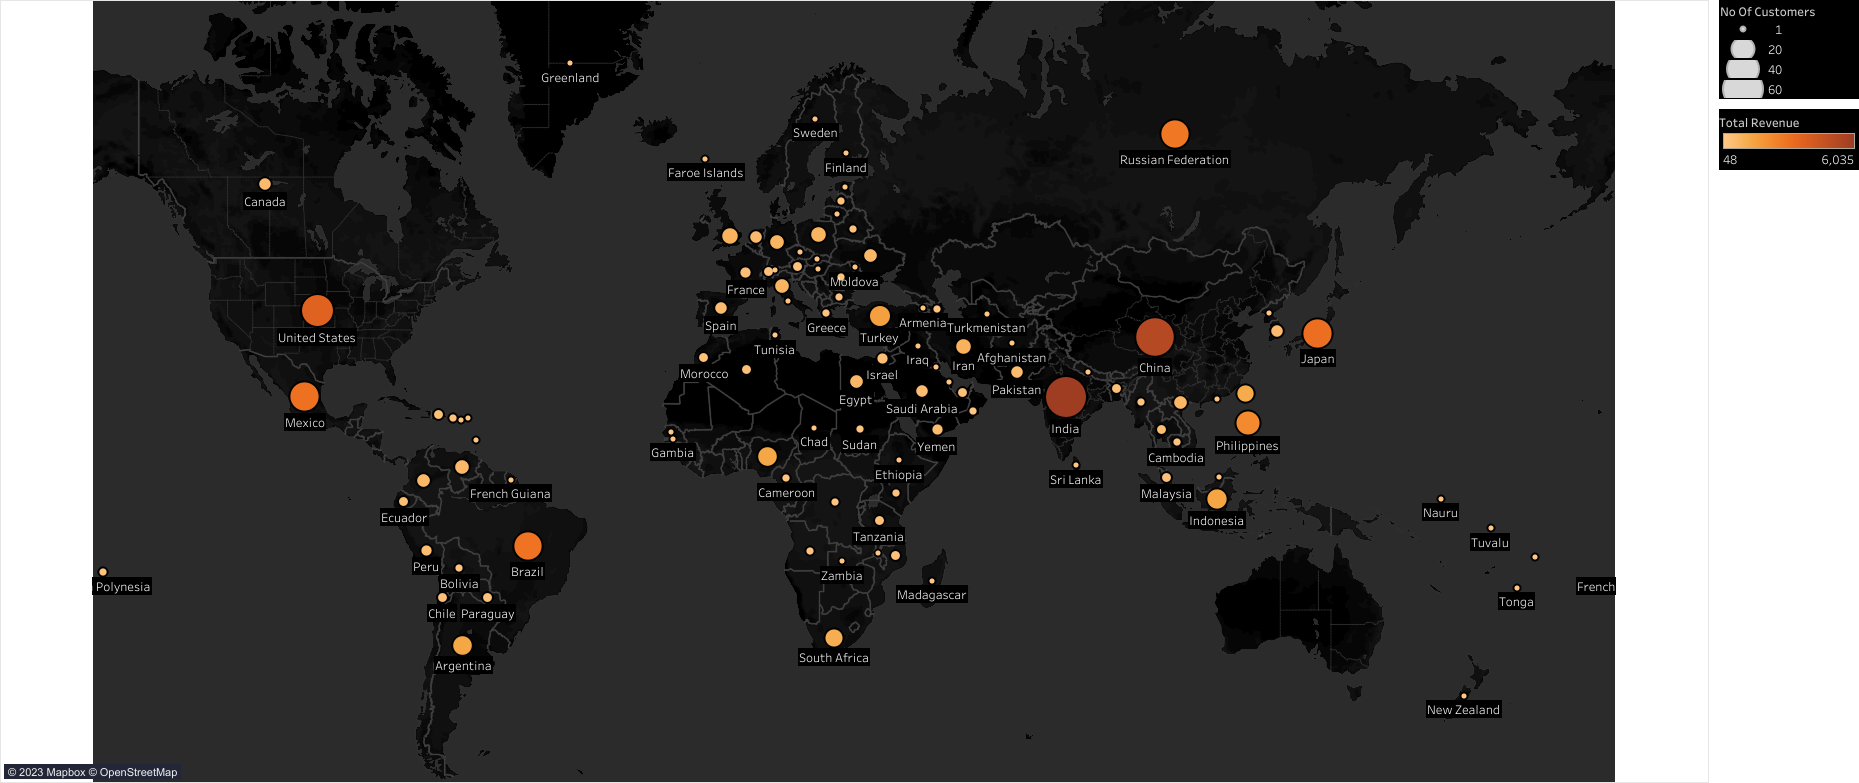 No Of Customers
1
20
40
60
Total Revenue
48
6,035
Greenland
Sweden
Russian Federation
Finland
Faroe Islands
Canada
Moldova
France
Armenia
Spain
Greece
Turkmenistan
United States
Turkey
Tunisia
Afghanistan
Japan
Iraq
Iran
China
Morocco
Israel
Pakistan
Egypt
Saudi Arabia
Mexico
India
Chad
Sudan
Yemen
Philippines
Gambia
Cambodia
Ethiopia
Sri Lanka
French Guiana
Cameroon
Malaysia
Ecuador
Nauru
Indonesia
Tanzania
Tuvalu
Peru
Brazil
Zambia
Bolivia
Polynesia
French
Madagascar
Tonga
Chile
Paraguay
South Africa
Argentina
New Zealand
© 2023 Mapbox © OpenStreetMap